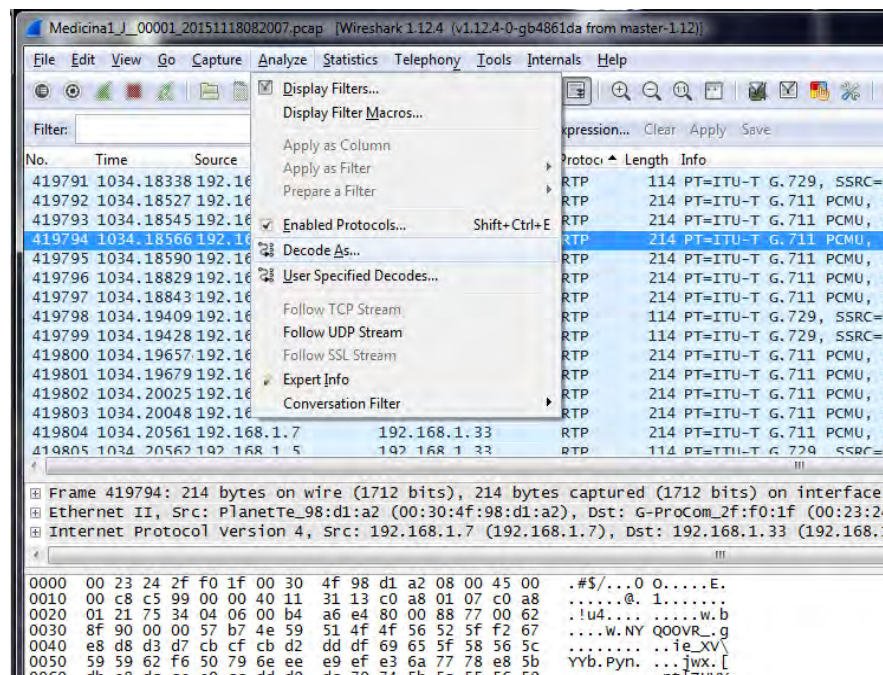 Medicina1_J__00001_20151118082007.pcap [Wireshark 1.12.4 (v1.12.4-0-gb4861da from master-1.12)]
File Edit View Go Capture Analyze Statistics Telephony Tools Internals Help
Filter: xpression... Clear Apply Save
Display Filters...
Display Filter Macros...
Apply as Column
Apply as Filter
Prepare a Filter
Enabled Protocols... Shift+Ctrl+E
Decode As...
User Specified Decodes...
Follow TCP Stream
Follow UDP Stream
Follow SSL Stream
Expert Info
Conversation Filter
No. Time Source Protoco Length Info
419791 1034.18338 192.16 RTP 114 PT=ITU-T G.729, SSRC=
419792 1034.18527 192.16 RTP 214 PT=ITU-T G.711 PCMU,
419793 1034.18545 192.16 RTP 214 PT=ITU-T G.711 PCMU,
419794 1034.18566 192.16 RTP 214 PT=ITU-T G.711 PCMU,
419795 1034.18590 192.16 RTP 214 PT=ITU-T G.711 PCMU,
419796 1034.18829 192.16 RTP 214 PT=ITU-T G.711 PCMU,
419797 1034.18843 192.16 RTP 214 PT=ITU-T G.711 PCMU,
419798 1034.19409 192.16 RTP 114 PT=ITU-T G.729, SSRC=
419799 1034.19428 192.16 RTP 114 PT=ITU-T G.729, SSRC=
419800 1034.19657 192.16 RTP 214 PT=ITU-T G.711 PCMU,
419801 1034.19679 192.16 RTP 214 PT=ITU-T G.711 PCMU,
419802 1034.20025 192.16 RTP 214 PT=ITU-T G.711 PCMU,
419803 1034.20048 192.16 RTP 214 PT=ITU-T G.711 PCMU,
419804 1034.20561 192.168.1.7 192.168.1.33 RTP 214 PT=ITU-T G.711 PCMU,
419805 1034.20562 192.168.1.5 192.168.1.33 RTP 114 PT=ITU-T G.729, SSRC=
Frame 419794: 214 bytes on wire (1712 bits), 214 bytes captured (1712 bits) on interface
Ethernet II, Src: PlanetTe_98:d1:a2 (00:30:4f:98:d1:a2), Dst: G-ProCom_2f:f0:1f (00:23:24
Internet Protocol Version 4, Src: 192.168.1.7 (192.168.1.7), Dst: 192.168.1.33 (192.168.
0000 00 23 24 2f f0 1f 00 30 4f 98 d1 a2 08 00 45 00 .#$/...0 O.....E.
0010 00 c8 c5 99 00 00 40 11 31 13 c0 a8 01 07 c0 a8 ......@. 1.......
0020 01 21 75 34 04 06 00 b4 a6 e4 80 00 88 77 00 62 .!u4.... .....w.b
0030 8f 90 00 00 57 b7 4e 59 51 4f 4f 56 52 5f f2 67 ....W.NY QOOVR_.g
0040 e8 d8 d3 d7 cb cf cb d2 dd df 69 65 5f 58 56 5c ........ ..ie_XV\
0050 59 59 62 f6 50 79 6e ee e9 ef e3 6a 77 78 e8 5b YYb.Pyn. ...jwx.[